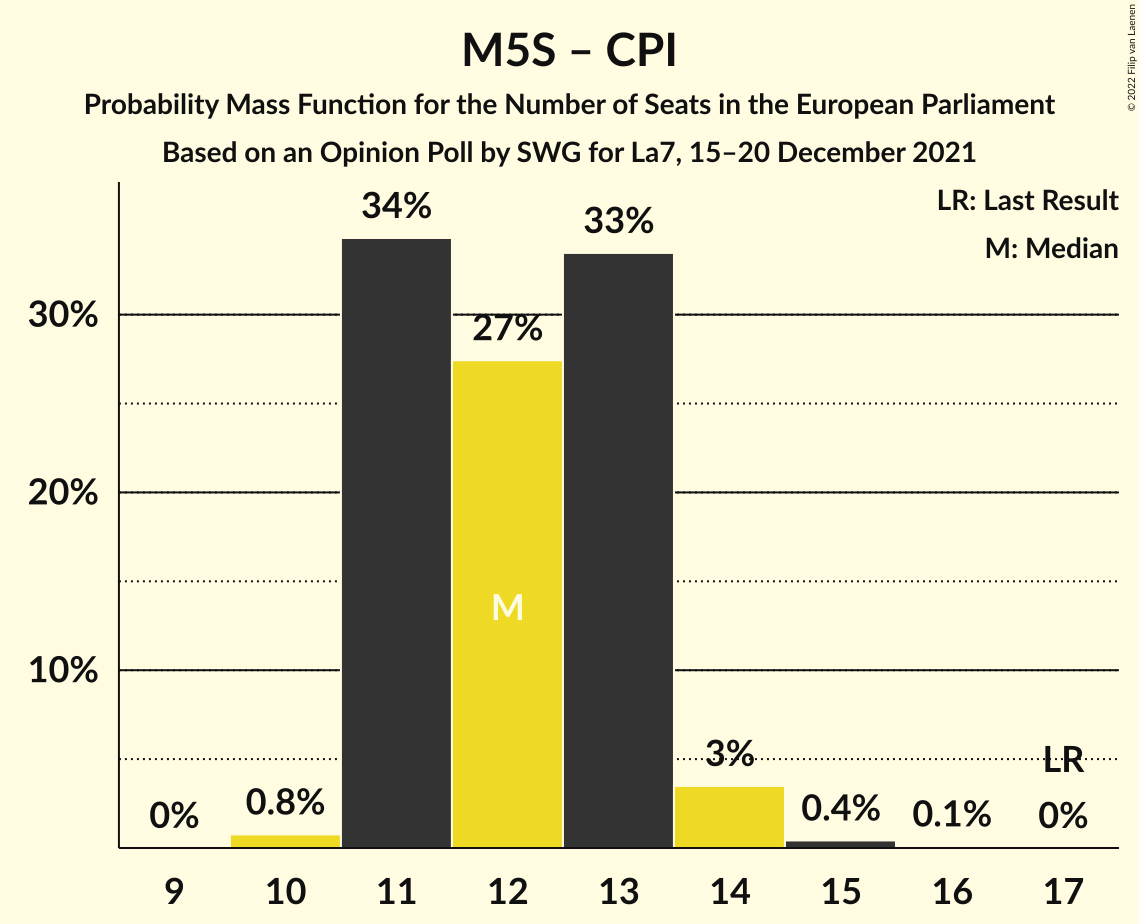 M5S – CPI
Probability Mass Function for the Number of Seats in the European Parliament
Based on an Opinion Poll by SWG for La7, 15–20 December 2021
© 2022 Filip van Laenen
LR: Last Result
M: Median
34%
33%
27%
30%
20%
10%
M
3%
LR
0%
0.8%
0.4%
0.1%
0%
9 10 11 12 13 14 15 16 17